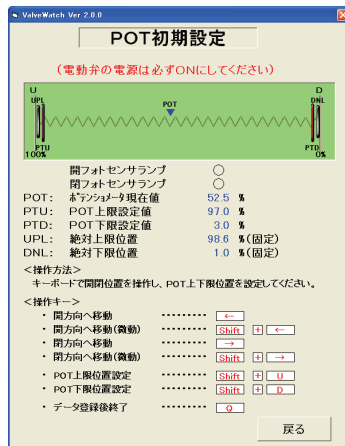 ValveWatch Ver 2.0.0
POT初期設定
(電動弁の電源は必ずONにしてください)
U D
UPL POT DNL
PTU PTD
100% 0%
開フォトセンサランプ ○
閉フォトセンサランプ ○
POT: ポテンショメータ現在値 52.5 %
PTU: POT上限設定値 97.0 %
PTD: POT下限設定値 3.0 %
UPL: 絶対上限位置 98.6 %(固定)
DNL: 絶対下限位置 1.0 %(固定)
<操作方法>
キーボードで開閉位置を操作し、POT上下限位置を設定してください。
<操作キー>
・ 開方向へ移動 ········· ←
・ 開方向へ移動(微動) ········· Shift + ←
・ 閉方向へ移動 ········· →
・ 閉方向へ移動(微動) ········· Shift + →
・ POT上限位置設定 ········· Shift + U
・ POT下限位置設定 ········· Shift + D
・ データ登録後終了 ········· Q
戻る